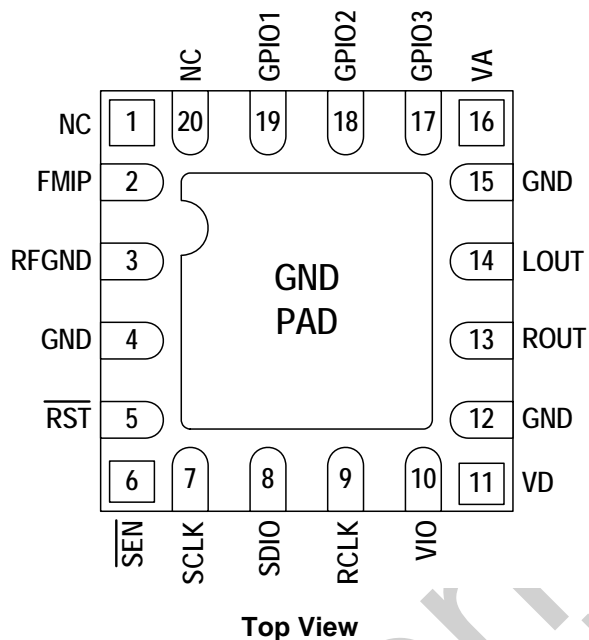 NC
GPIO1
GPIO2
GPIO3
VA
NC 1 20 19 18 17 16
FMIP 2 15 GND
RFGND 3 14 LOUT
GND PAD
GND 4 13 ROUT
RST 5 12 GND
6 7 8 9 10 11 VD
SEN
SCLK
SDIO
RCLK
VIO
Top View